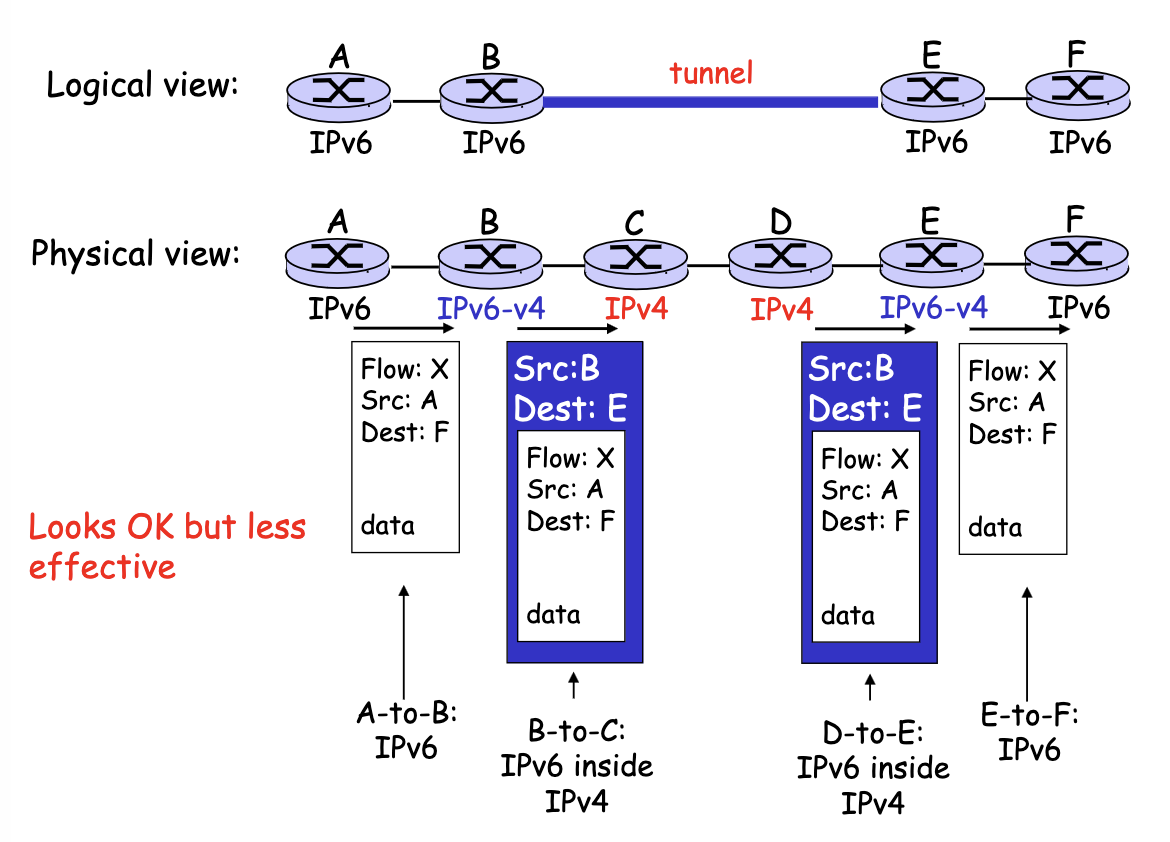 A
B
tunnel
E
F
Logical view:
IPv6
IPv6
IPv6
IPv6
A
B
C
D
E
F
Physical view:
IPv6
IPv6-v4
IPv4
IPv4
IPv6-v4
IPv6
Flow: X
Src: A
Dest: F
data
Src:B
Dest: E
Flow: X
Src: A
Dest: F
data
Src:B
Dest: E
Flow: X
Src: A
Dest: F
data
Flow: X
Src: A
Dest: F
data
Looks OK but less
effective
A-to-B:
IPv6
B-to-C:
IPv6 inside
IPv4
D-to-E:
IPv6 inside
IPv4
E-to-F:
IPv6